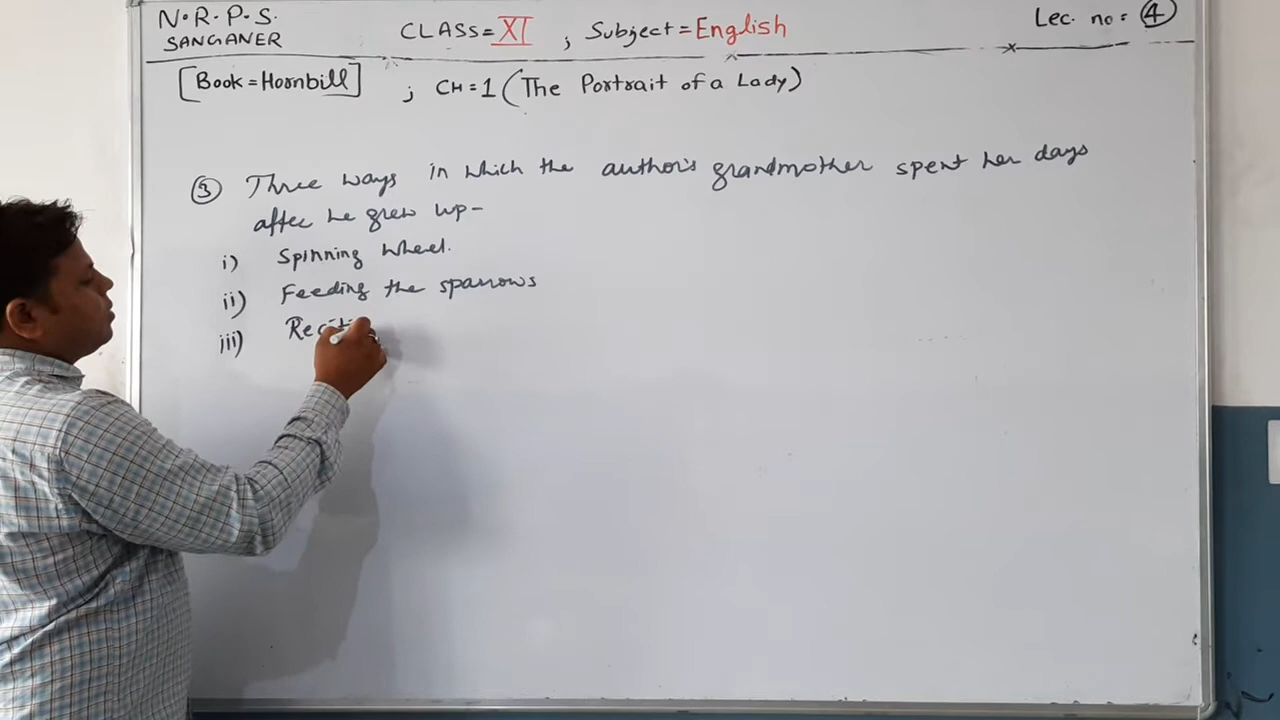 N·R·P·S.
SANGANER
CLASS=XI ; Subject=English
Lec. no: 4
[Book=Hornbill] ; CH=1 (The Portrait of a Lady)
3 Three ways in which the author's grandmother spent her days
after he grew up-
i) Spinning wheel.
ii) Feeding the sparrows
iii)